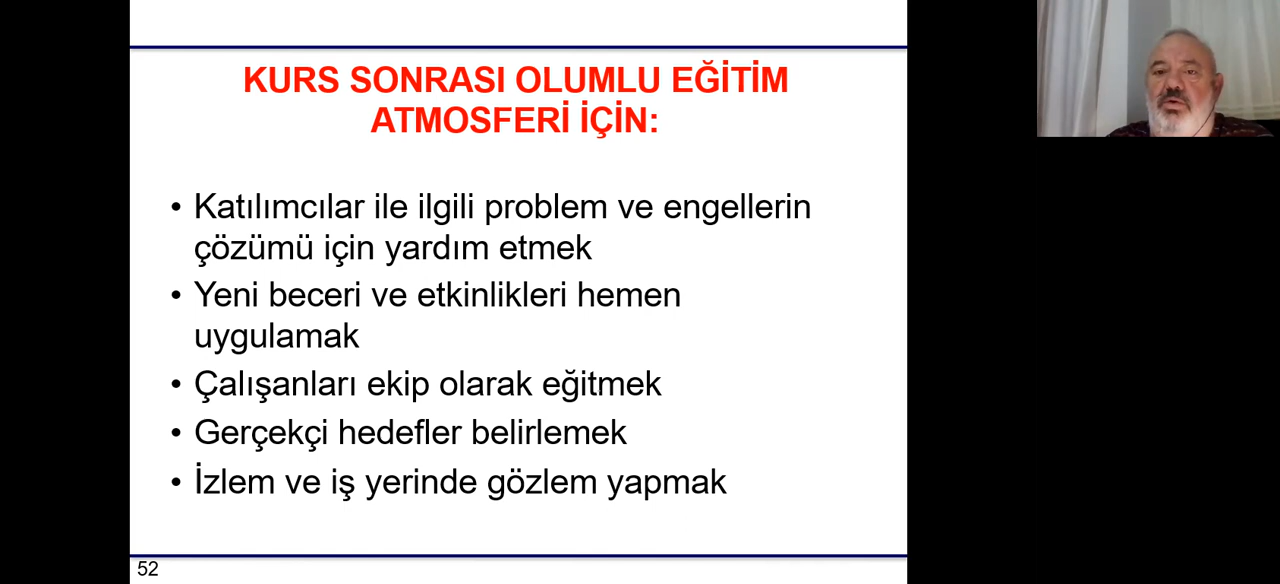 KURS SONRASI OLUMLU EĞİTİM
ATMOSFERİ İÇİN:
• Katılımcılar ile ilgili problem ve engellerin
çözümü için yardım etmek
• Yeni beceri ve etkinlikleri hemen
uygulamak
• Çalışanları ekip olarak eğitmek
• Gerçekçi hedefler belirlemek
• İzlem ve iş yerinde gözlem yapmak
52